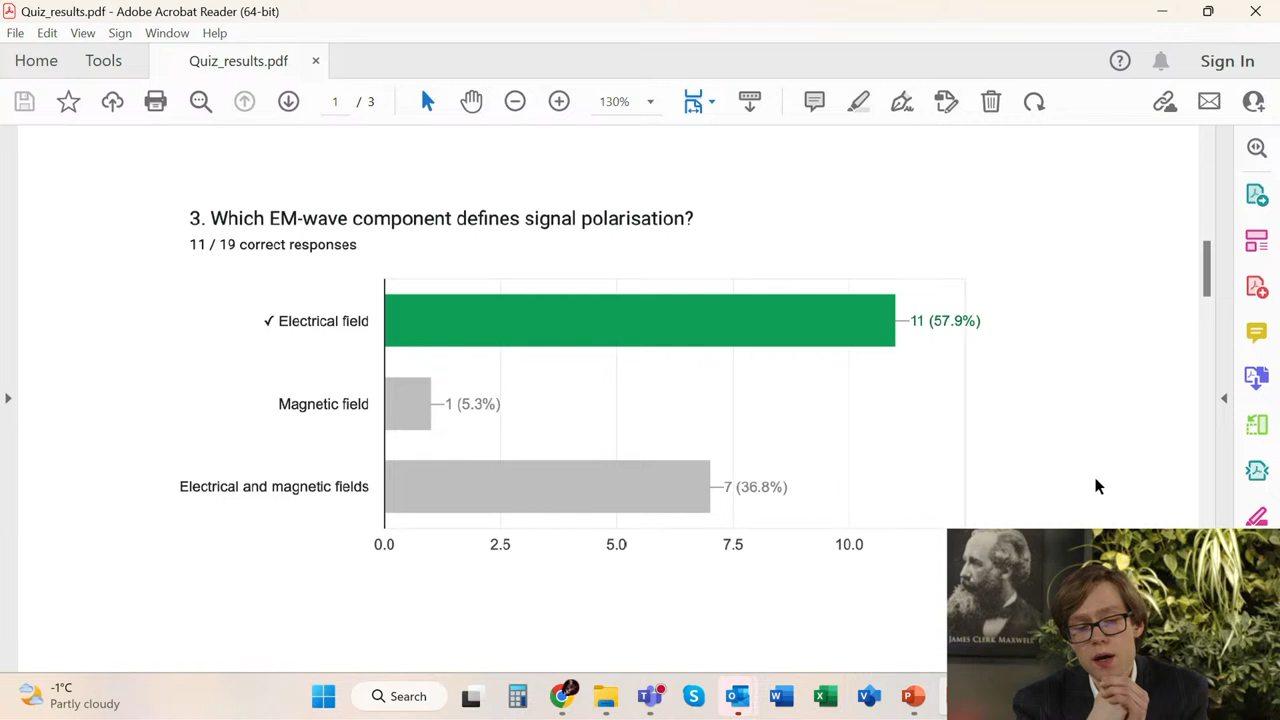 Quiz_results.pdf - Adobe Acrobat Reader (64-bit)
File Edit View Sign Window Help
Home Tools Quiz_results.pdf × ? Sign In
1 / 3 130%
3. Which EM-wave component defines signal polarisation?
11 / 19 correct responses
✓ Electrical field 11 (57.9%)
Magnetic field 1 (5.3%)
Electrical and magnetic fields 7 (36.8%)
0.0 2.5 5.0 7.5 10.0
JAMES CLERK MAXWELL
-1°C
Partly cloudy
Search